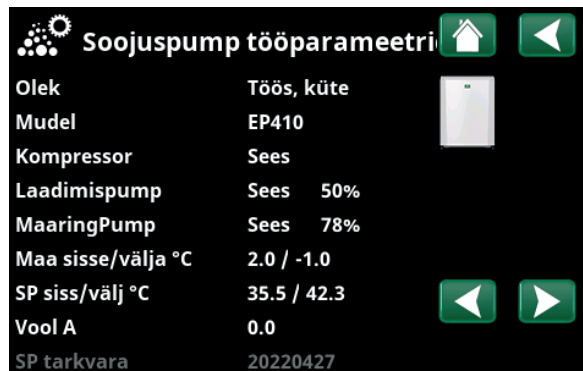 Soojuspump tööparameetri
Olek Töös, küte
Mudel EP410
Kompressor Sees
Laadimispump Sees 50%
MaaringPump Sees 78%
Maa sisse/välja °C 2.0 / -1.0
SP siss/välj °C 35.5 / 42.3
Vool A 0.0
SP tarkvara 20220427